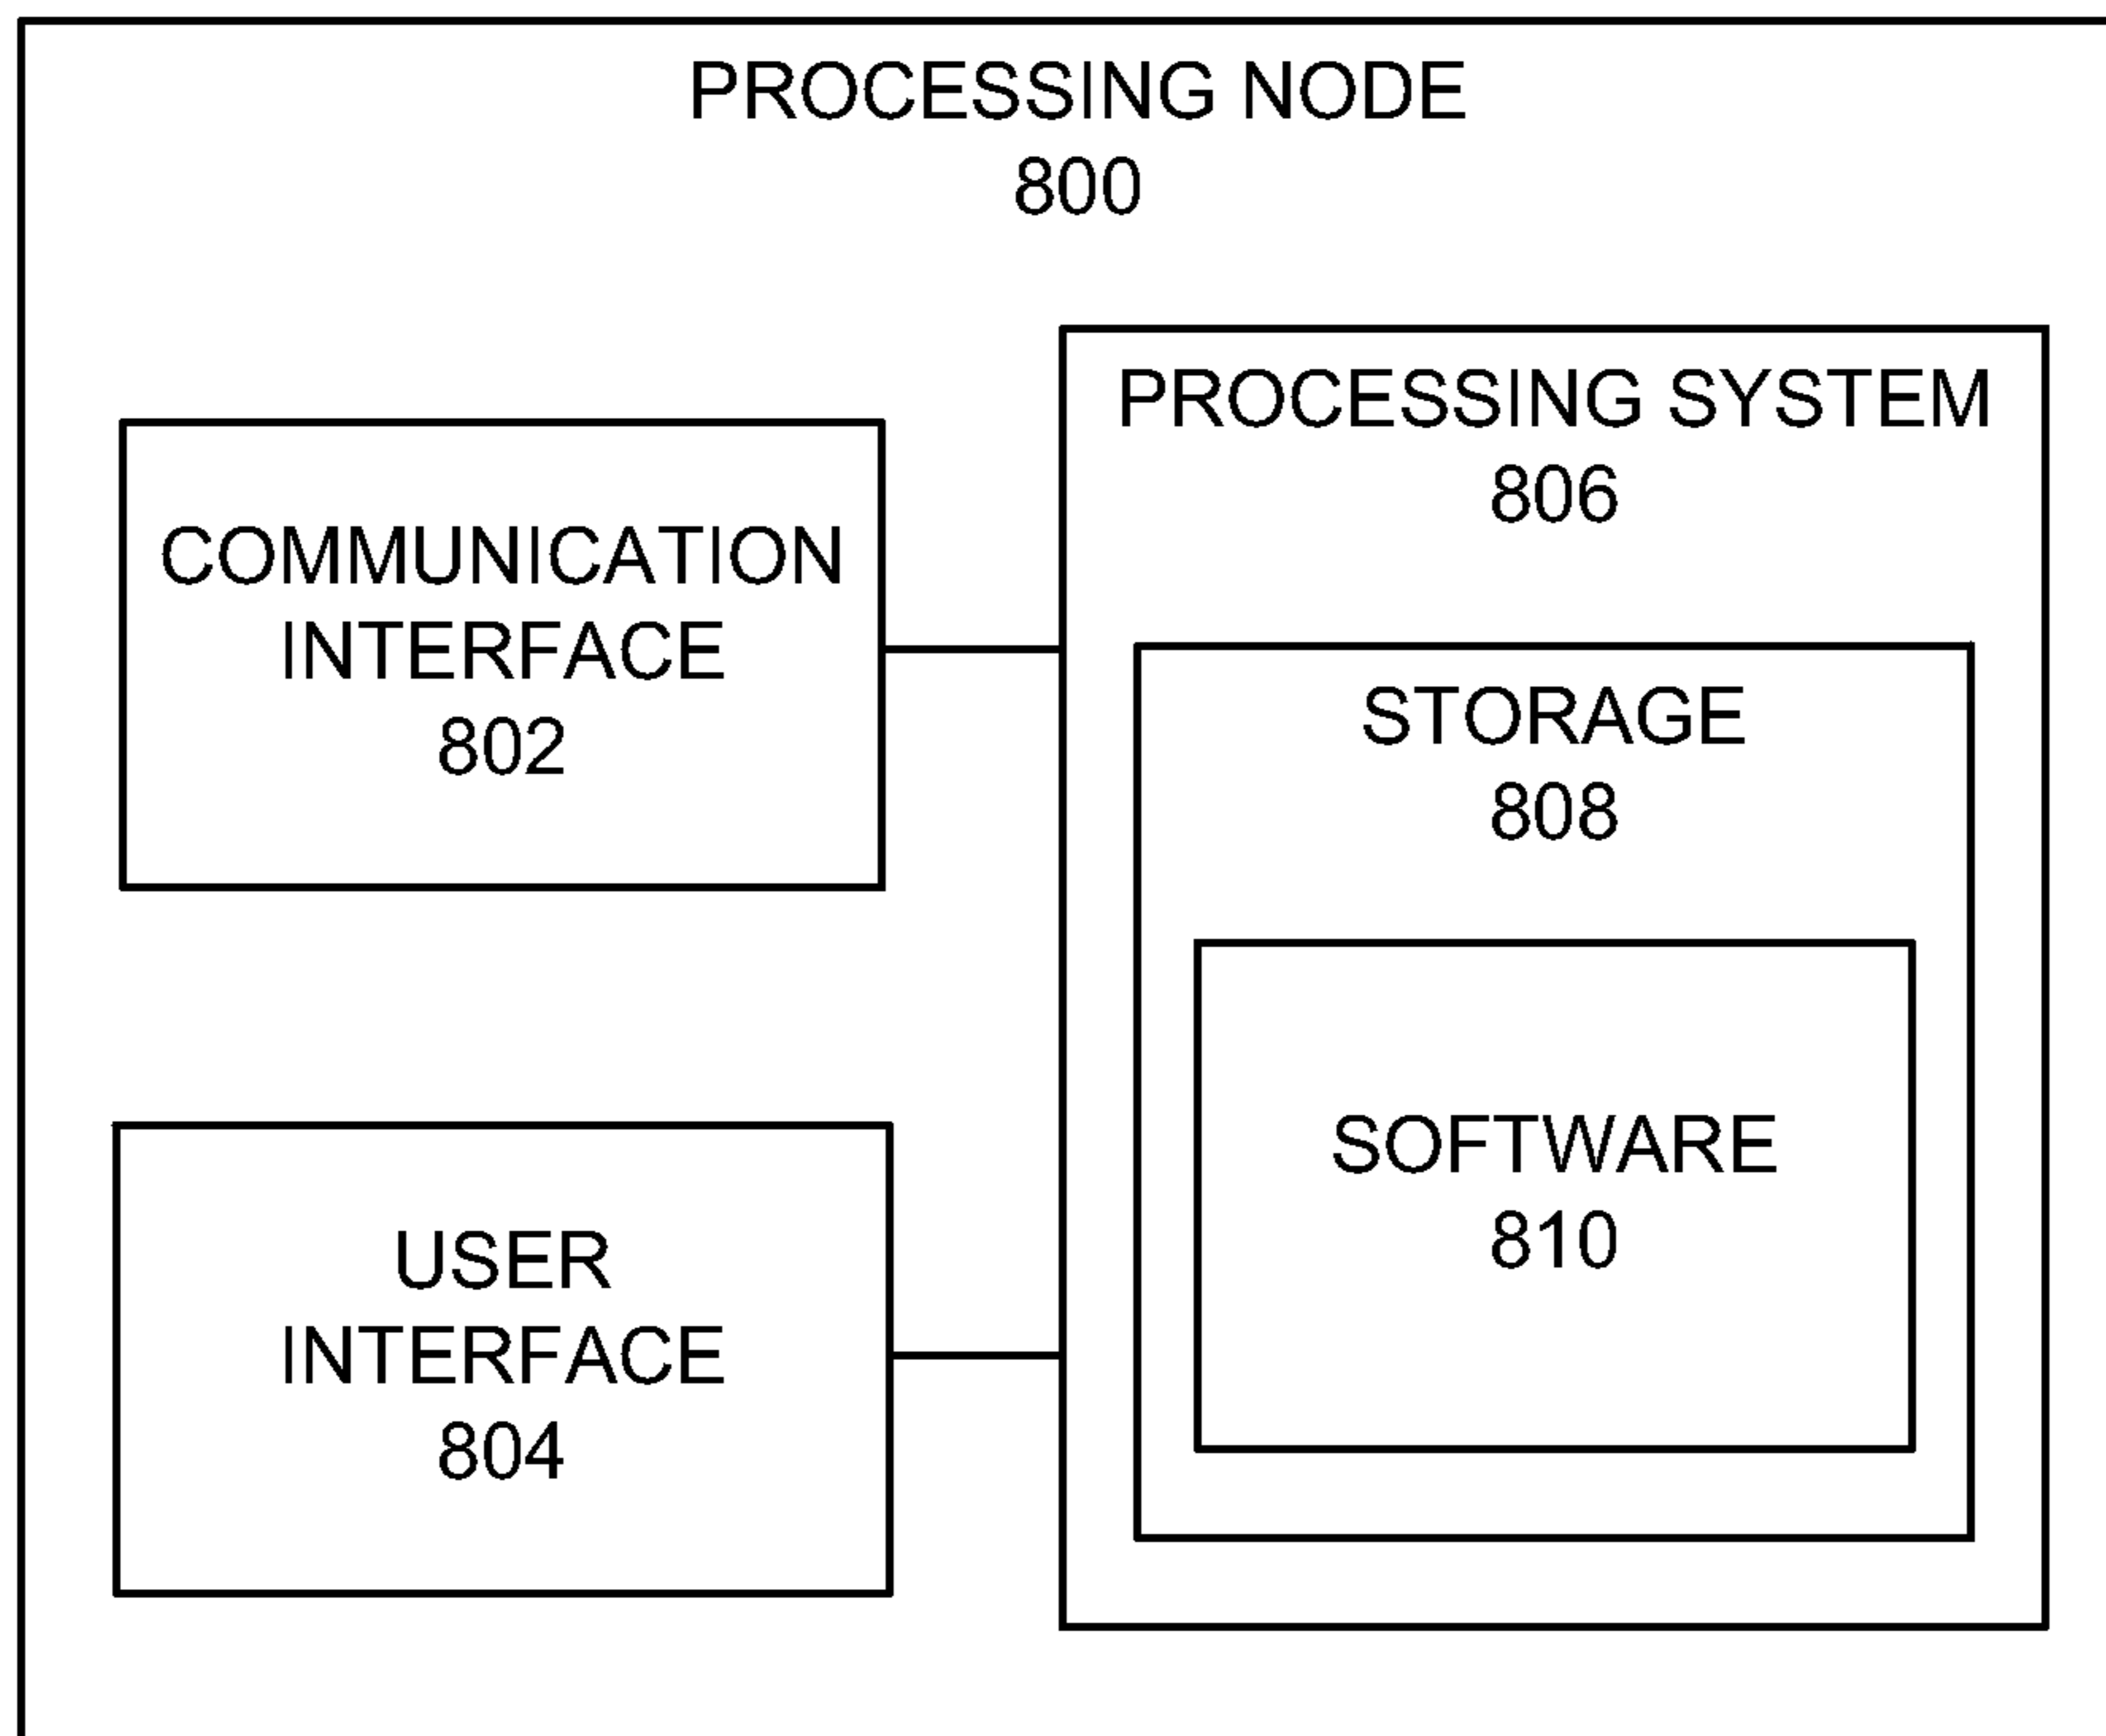 PROCESSING NODE
800
COMMUNICATION
INTERFACE
802
USER
INTERFACE
804
PROCESSING SYSTEM
806
STORAGE
808
SOFTWARE
810